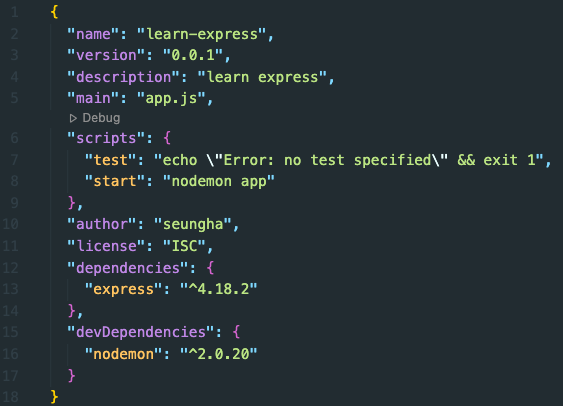 1 {
2 "name": "learn-express",
3 "version": "0.0.1",
4 "description": "learn express",
5 "main": "app.js",
▷ Debug
6 "scripts": {
7 "test": "echo \"Error: no test specified\" && exit 1",
8 "start": "nodemon app"
9 },
10 "author": "seungha",
11 "license": "ISC",
12 "dependencies": {
13 "express": "^4.18.2"
14 },
15 "devDependencies": {
16 "nodemon": "^2.0.20"
17 }
18 }